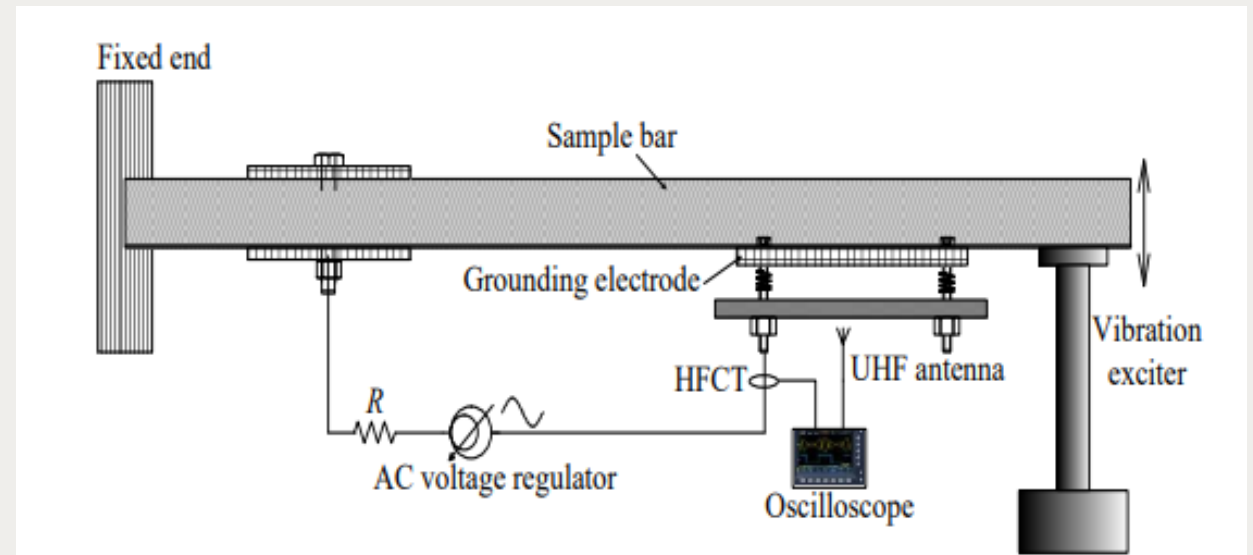 Fixed end
Sample bar
Grounding electrode
Vibration
exciter
HFCT
UHF antenna
R
AC voltage regulator
Oscilloscope